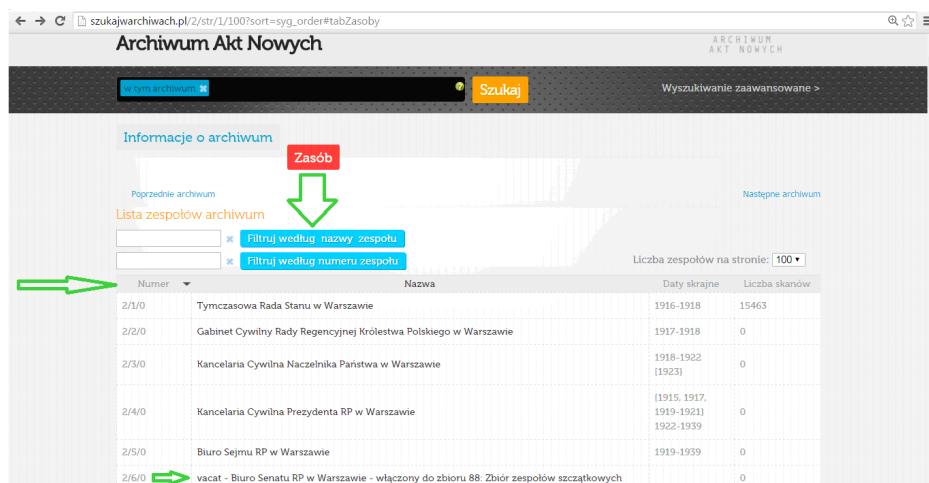 szukajwarchiwach.pl/2/str/1/100?sort=syg_order#tabZasoby
Archiwum Akt Nowych
ARCHIWUM
AKT NOWYCH
w tym archiwum
Szukaj
Wyszukiwanie zaawansowane >
Informacje o archiwum
Zasób
Poprzednie archiwum
Następne archiwum
Lista zespołów archiwum
Filtruj według nazwy zespołu
Filtruj według numeru zespołu
Liczba zespołów na stronie: 100
Numer Nazwa Daty skrajne Liczba skanów
2/1/0 Tymczasowa Rada Stanu w Warszawie 1916-1918 15463
2/2/0 Gabinet Cywilny Rady Regencyjnej Królestwa Polskiego w Warszawie 1917-1918 0
2/3/0 Kancelaria Cywilna Naczelnika Państwa w Warszawie 1918-1922 [1923] 0
2/4/0 Kancelaria Cywilna Prezydenta RP w Warszawie [1915, 1917, 1919-1921] 1922-1939 0
2/5/0 Biuro Sejmu RP w Warszawie 1919-1939 0
2/6/0 vacat - Biuro Senatu RP w Warszawie - włączony do zbioru 88: Zbiór zespołów szczątkowych 0